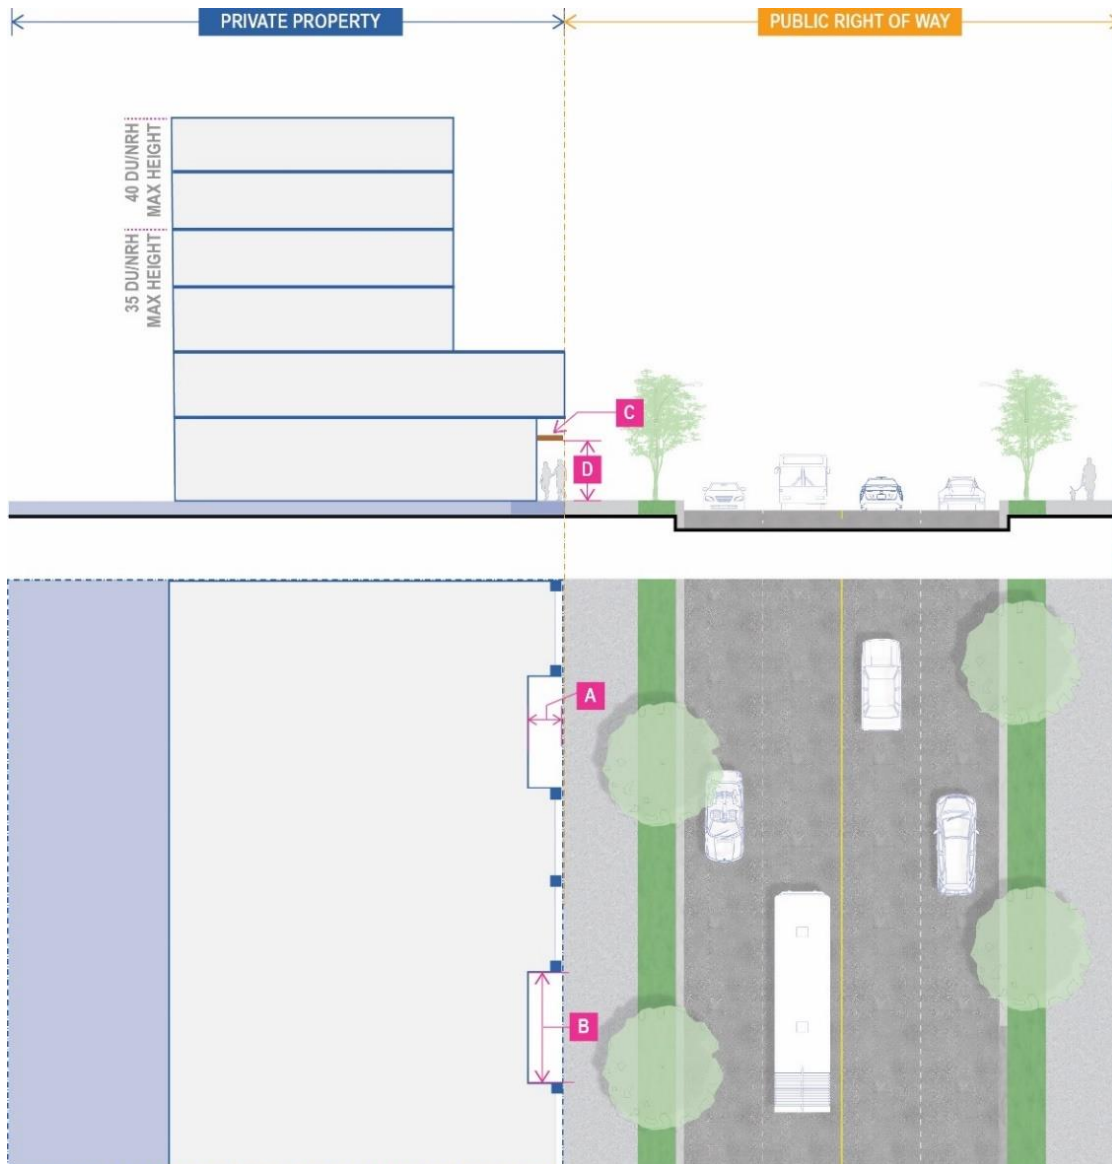 PRIVATE PROPERTY
PUBLIC RIGHT OF WAY
40 DU/NRH
MAX HEIGHT
35 DU/NRH
MAX HEIGHT
C
D
A
B